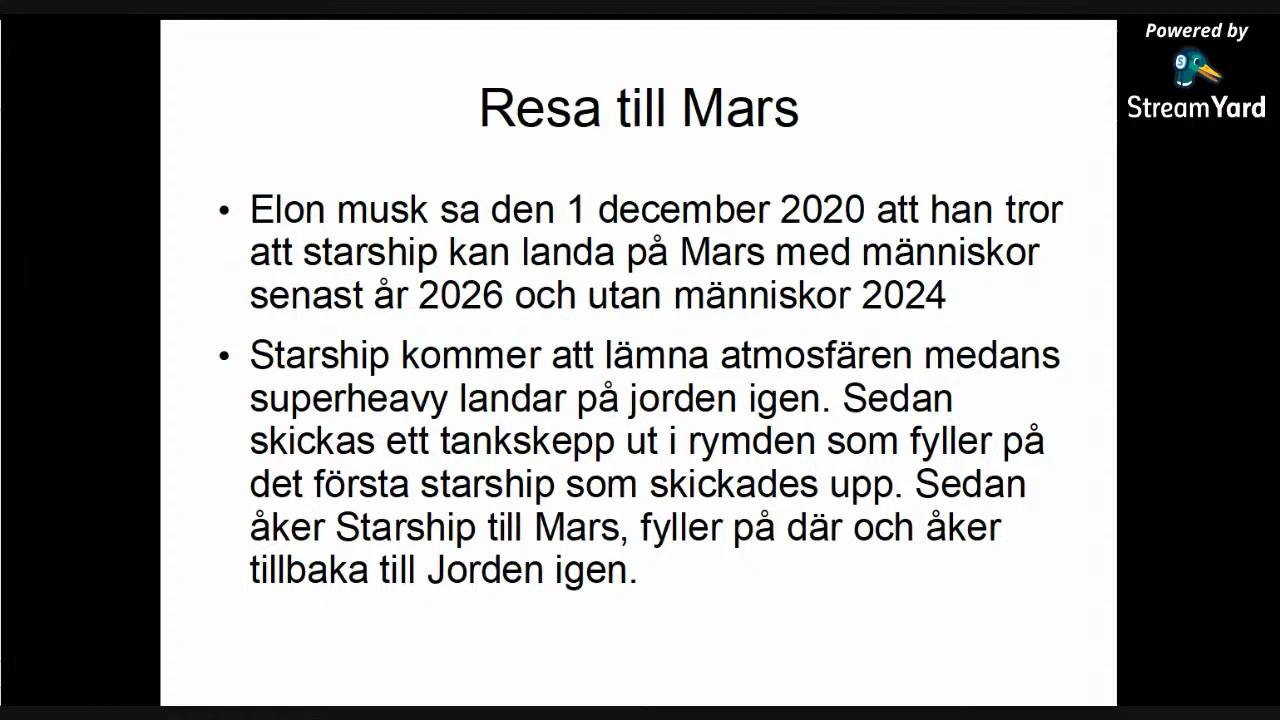 Powered by
StreamYard
Resa till Mars
• Elon musk sa den 1 december 2020 att han tror
att starship kan landa på Mars med människor
senast år 2026 och utan människor 2024
• Starship kommer att lämna atmosfären medans
superheavy landar på jorden igen. Sedan
skickas ett tankskepp ut i rymden som fyller på
det första starship som skickades upp. Sedan
åker Starship till Mars, fyller på där och åker
tillbaka till Jorden igen.